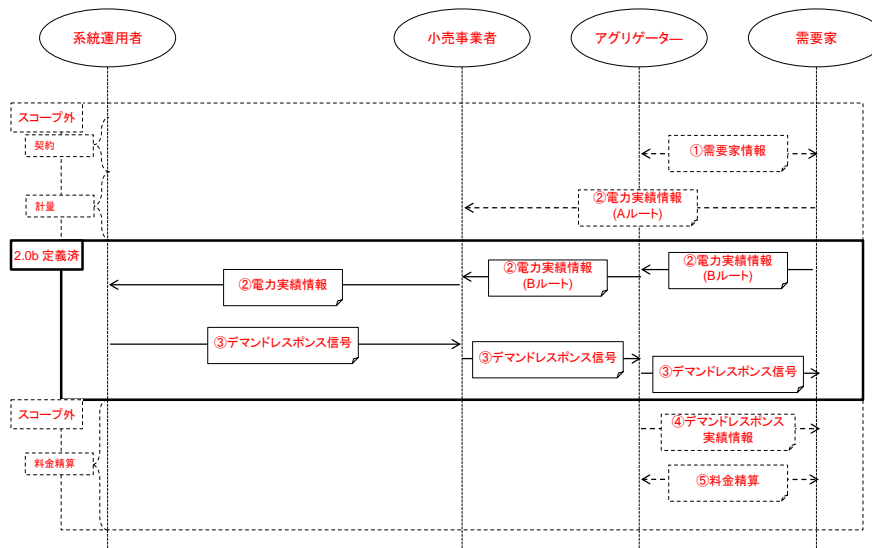 系統運用者
小売事業者
アグリゲーター
需要家
スコープ外
契約
①需要家情報
計量
②電力実績情報
(Aルート)
2.0b 定義済
②電力実績情報
②電力実績情報
(Bルート)
②電力実績情報
(Bルート)
③デマンドレスポンス信号
③デマンドレスポンス信号
③デマンドレスポンス信号
スコープ外
④デマンドレスポンス
実績情報
料金精算
⑤料金精算